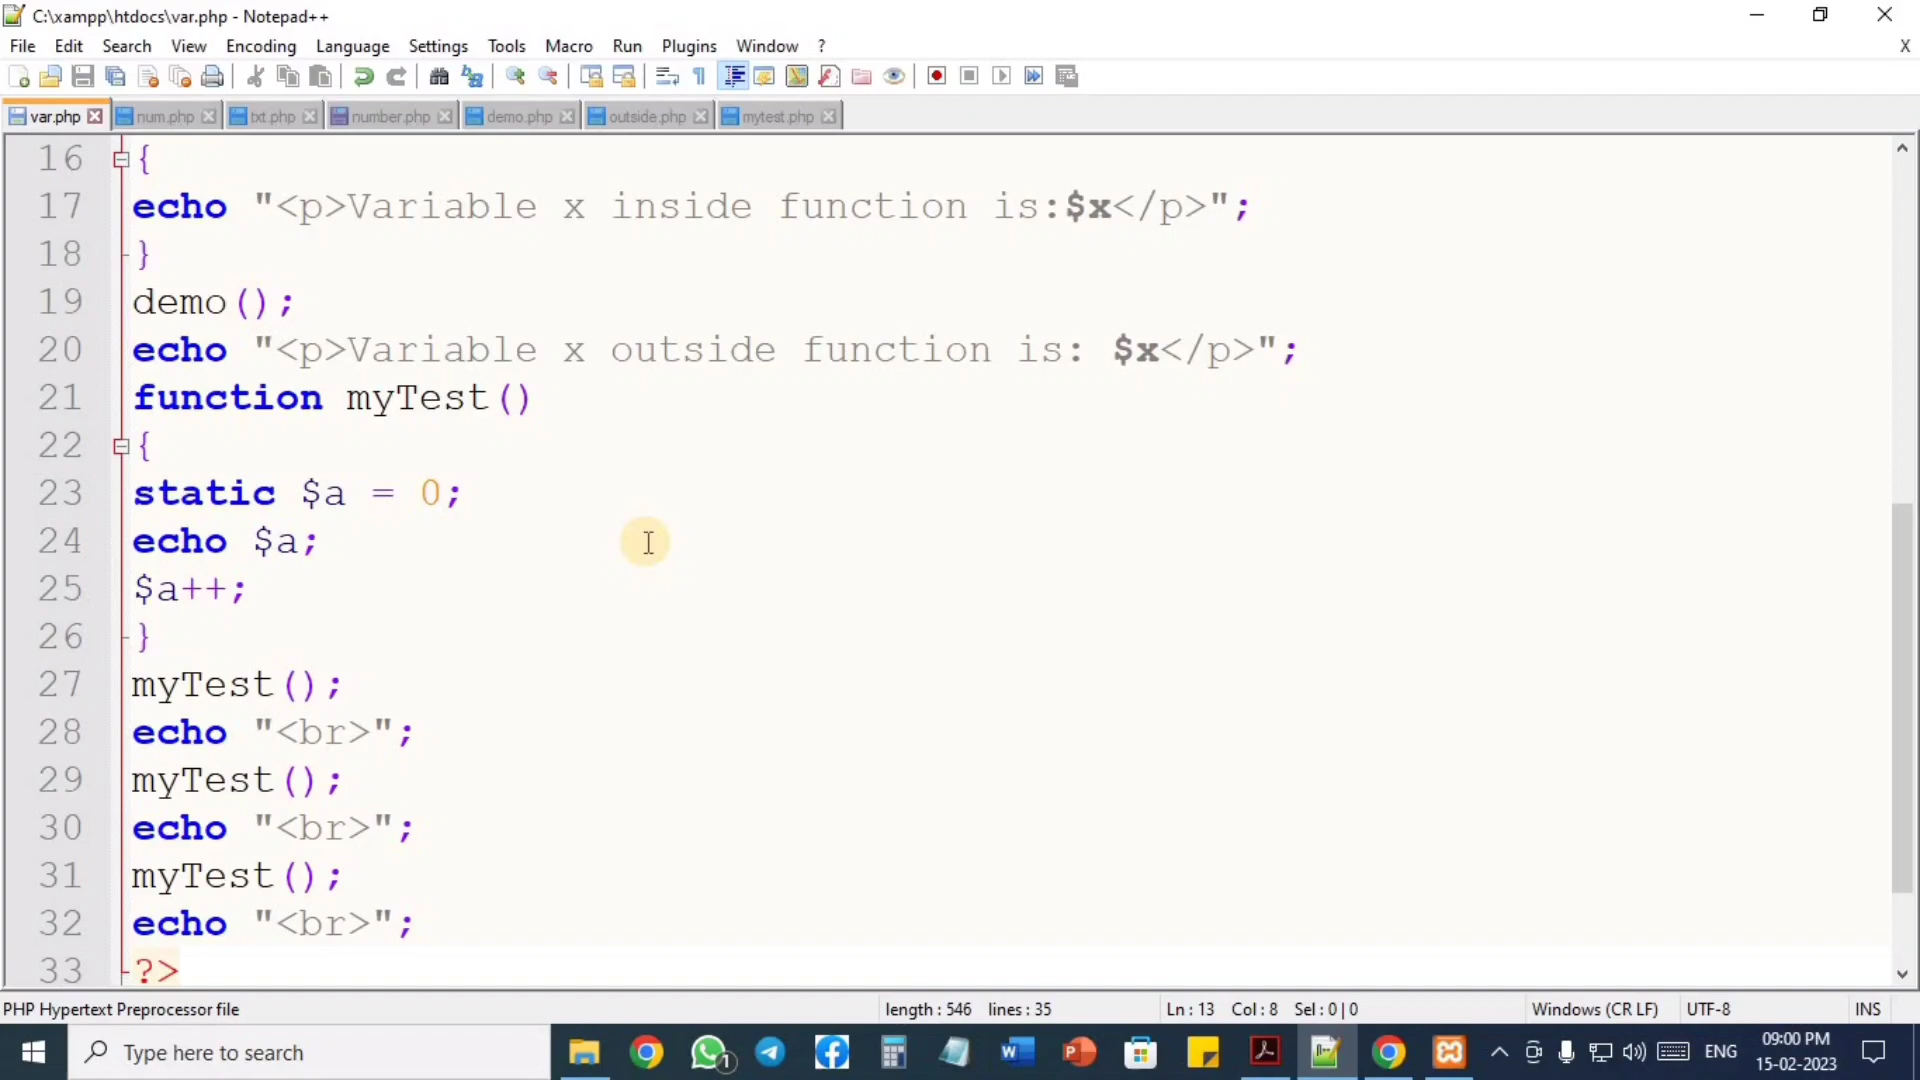 C:\xampp\htdocs\var.php - Notepad++
File Edit Search View Encoding Language Settings Tools Macro Run Plugins Window ? X
var.php num.php txt.php number.php demo.php outside.php mytest.php
16 {
17 echo "<p>Variable x inside function is:$x</p>";
18 }
19 demo();
20 echo "<p>Variable x outside function is: $x</p>";
21 function myTest()
22 {
23 static $a = 0;
24 echo $a;
25 $a++;
26 }
27 myTest();
28 echo "<br>";
29 myTest();
30 echo "<br>";
31 myTest();
32 echo "<br>";
33 ?>
PHP Hypertext Preprocessor file length : 546 lines : 35 Ln : 13 Col : 8 Sel : 0 | 0 Windows (CR LF) UTF-8 INS
Type here to search 1 ENG 09:00 PM
15-02-2023